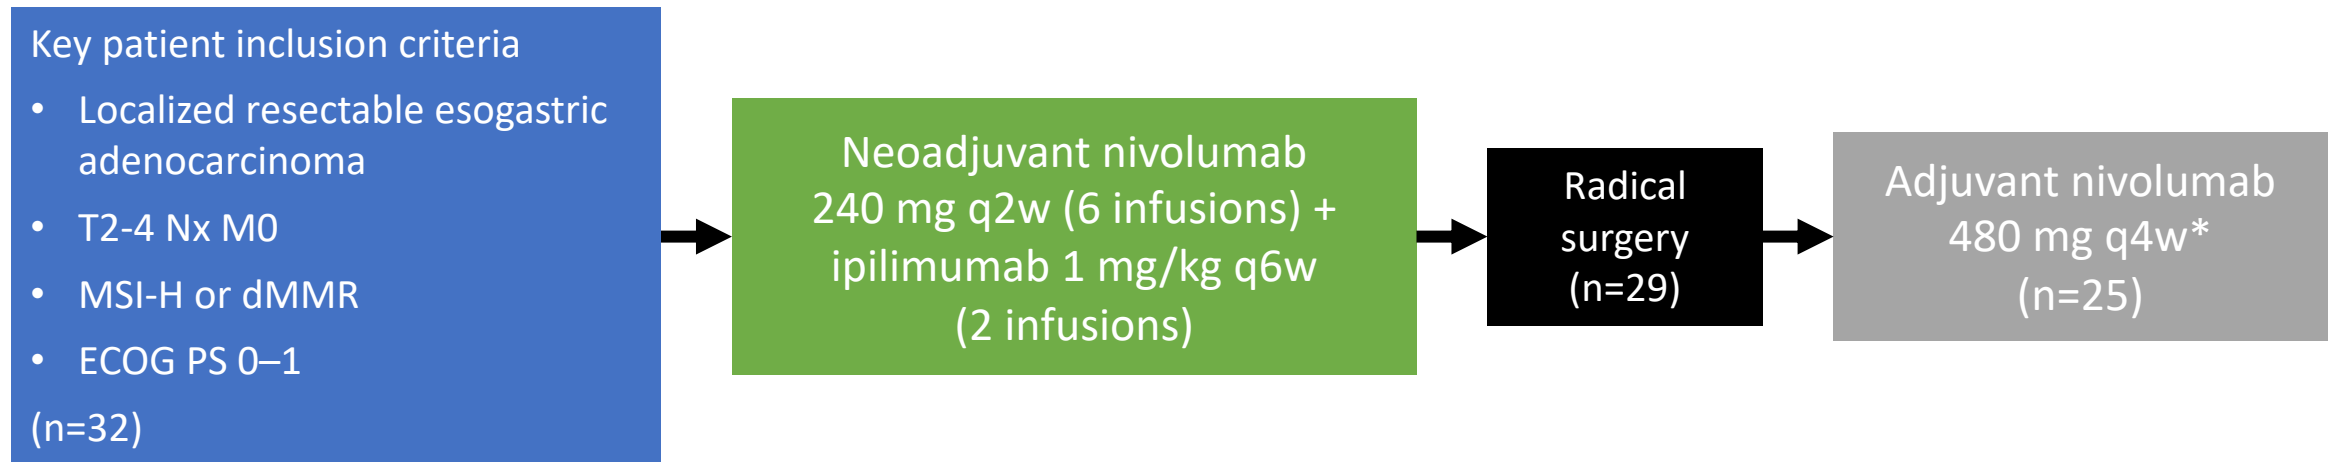 Key patient inclusion criteria
• Localized resectable esogastric
adenocarcinoma
• T2-4 Nx M0
• MSI-H or dMMR
• ECOG PS 0–1
(n=32)
Neoadjuvant nivolumab
240 mg q2w (6 infusions) +
ipilimumab 1 mg/kg q6w
(2 infusions)
Radical
surgery
(n=29)
Adjuvant nivolumab
480 mg q4w*
(n=25)